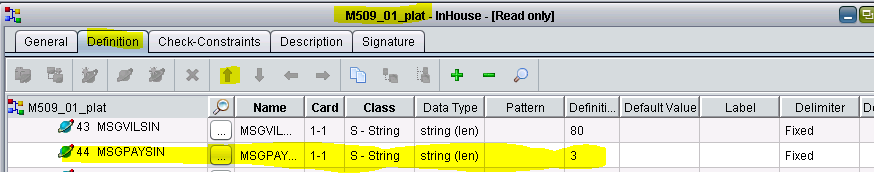 M509_01_plat - InHouse - [Read only]
General Definition Check-Constraints Description Signature
M509_01_plat Name Card Class Data Type Pattern Definiti... Default Value Label Delimiter De
43 MSGVILSIN ... MSGVIL... 1-1 S - String string (len) 80 Fixed
44 MSGPAYSIN ... MSGPAY... 1-1 S - String string (len) 3 Fixed